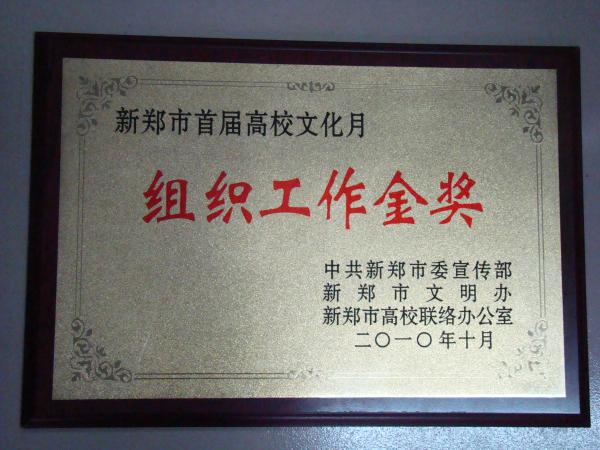 新郑市首届高校文化月
组织工作金奖
中共新郑市委宣传部
新郑市文明办
新郑市高校联络办公室
二〇一〇年十月